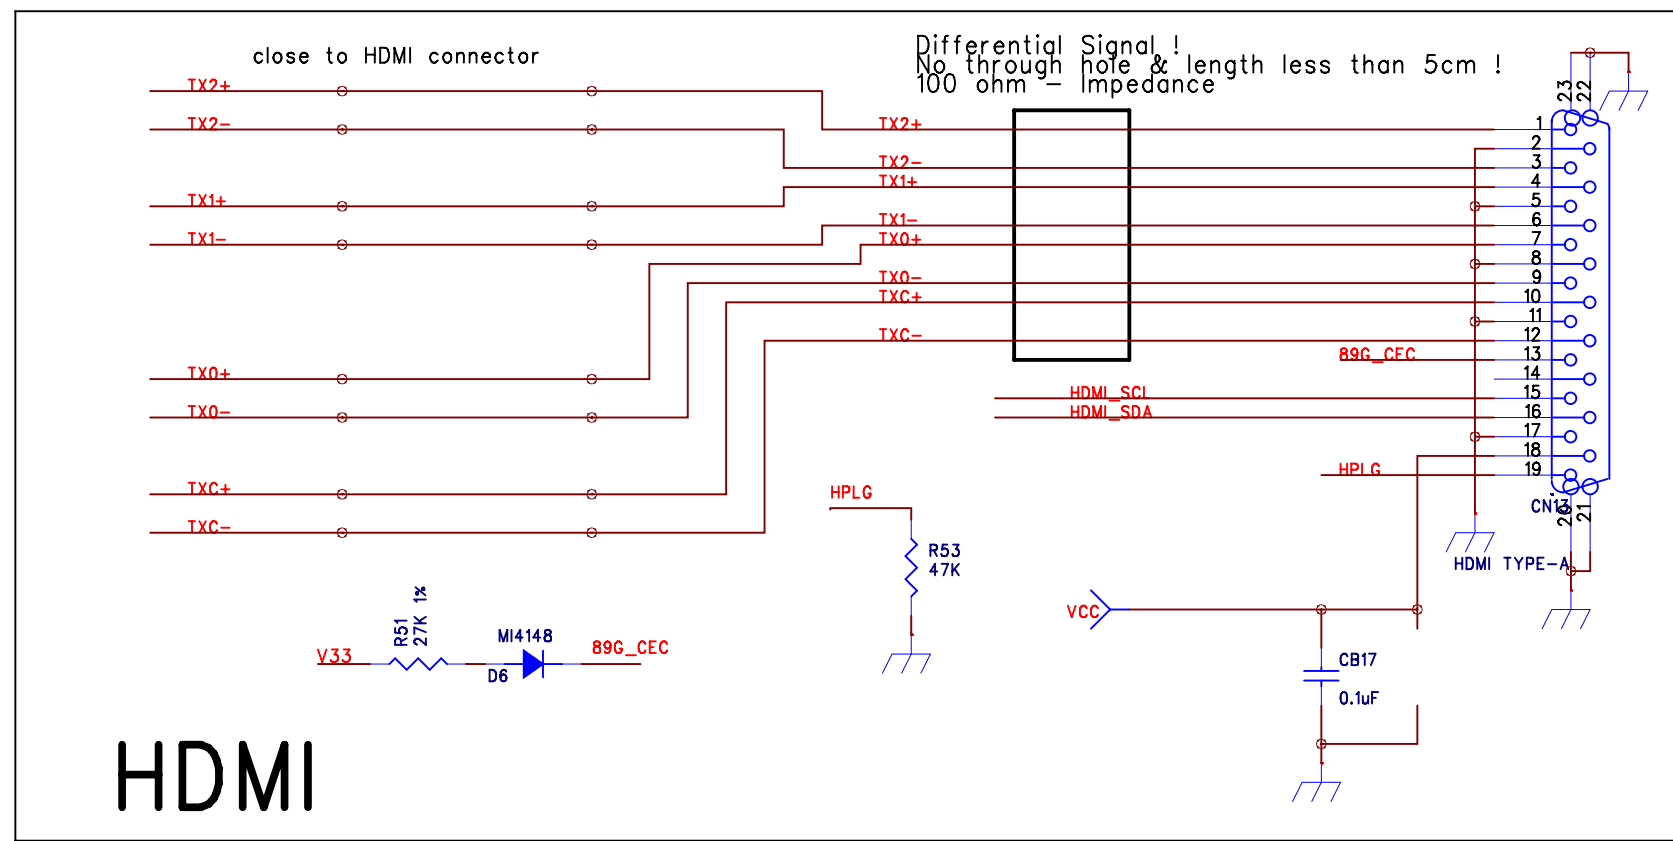 close to HDMI connector
Differential Signal !
No through hole & length less than 5cm !
100 ohm - Impedance
TX2+
TX2-
TX1+
TX1-
TX0+
TX0-
TXC+
TXC-
TX2+
TX2-
TX1+
TX1-
TX0+
TX0-
TXC+
TXC-
89G_CEC
HDMI_SCL
HDMI_SDA
HPLG
23
22
1
2
3
4
5
6
7
8
9
10
11
12
13
14
15
16
17
18
19
CN13
20
21
HDMI TYPE-A
HPLG
R53
47K
V33
R51
27K 1%
MI4148
D6
89G_CEC
VCC
CB17
0.1uF
HDMI